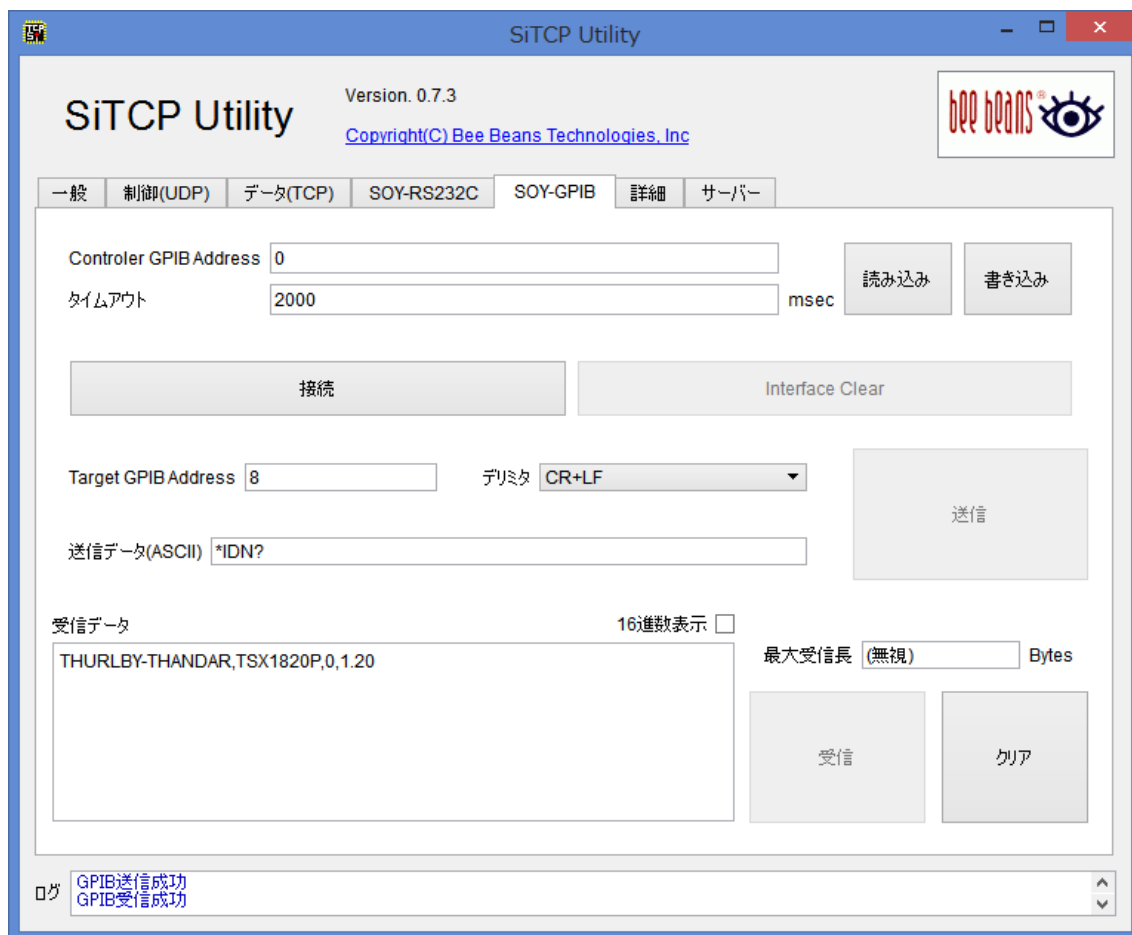 SiTCP Utility
SiTCP Utility
Version. 0.7.3
Copyright(C) Bee Beans Technologies, Inc
bee beans®
一般 制御(UDP) データ(TCP) SOY-RS232C SOY-GPIB 詳細 サーバー
Controler GPIB Address 0
タイムアウト 2000 msec
読み込み 書き込み
接続 Interface Clear
Target GPIB Address 8 デリミタ CR+LF
送信
送信データ(ASCII) *IDN?
受信データ 16進数表示
THURLBY-THANDAR,TSX1820P,0,1.20
最大受信長 (無視) Bytes
受信 クリア
ログ
GPIB送信成功
GPIB受信成功